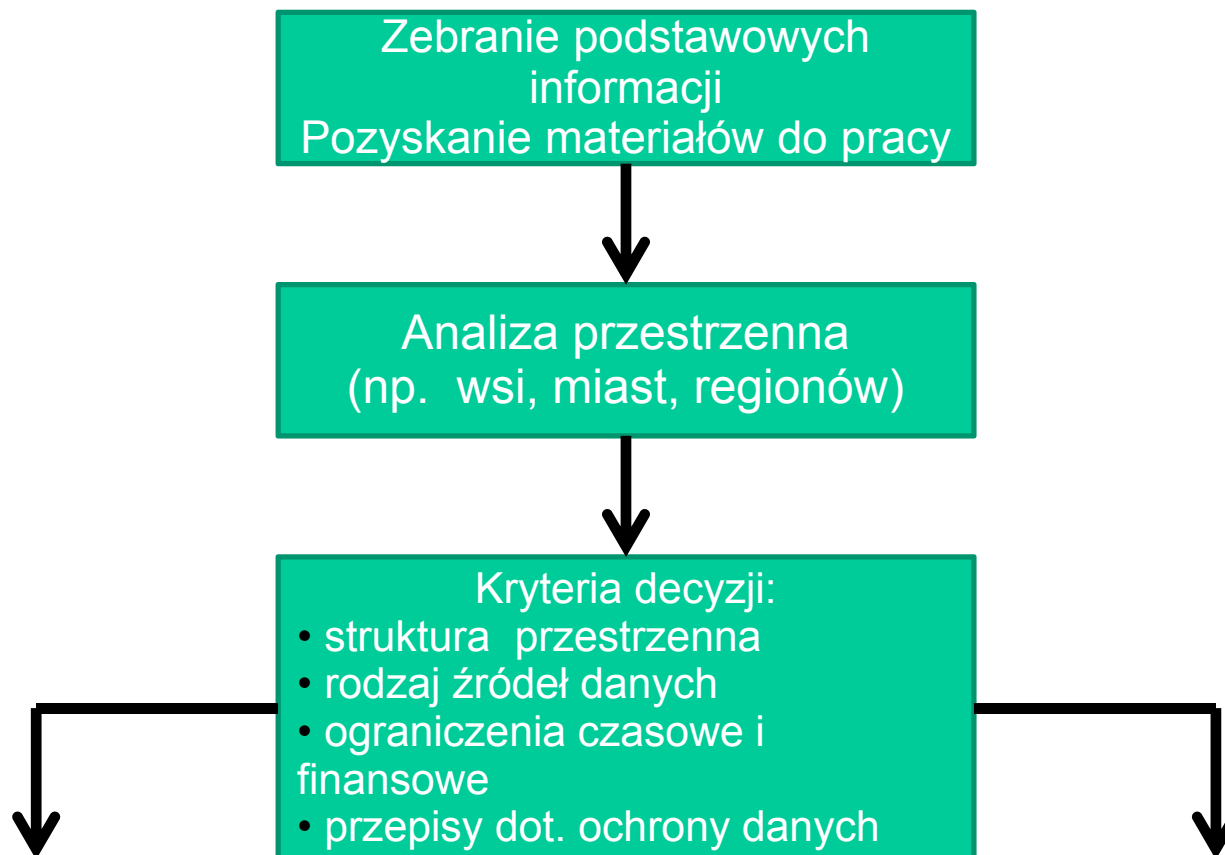 Zebranie podstawowych
informacji
Pozyskanie materiałów do pracy
Analiza przestrzenna
(np.  wsi, miast, regionów)
Kryteria decyzji:
• struktura  przestrzenna
• rodzaj źródeł danych
• ograniczenia czasowe i
finansowe
• przepisy dot. ochrony danych